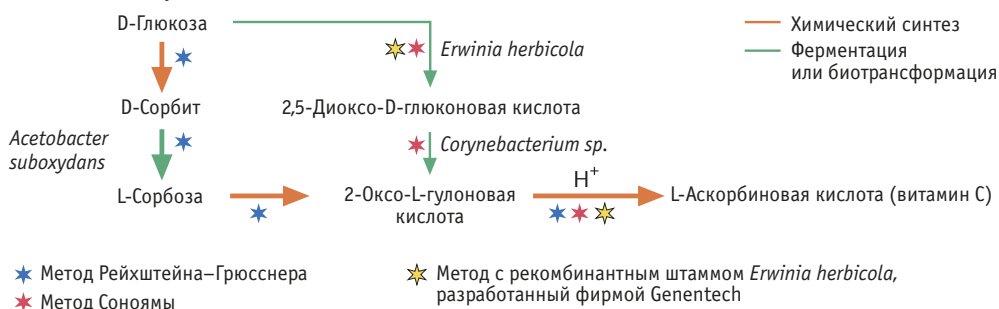 D-Глюкоза
Химический синтез
Ферментация
или биотрансформация
Erwinia herbicola
D-Сорбит
2,5-Диоксо-D-глюконовая кислота
Acetobacter
suboxydans
Corynebacterium sp.
H+
L-Сорбоза
2-Оксо-L-гулоновая
кислота
L-Аскорбиновая кислота (витамин C)
Метод Рейхштейна–Грюсснера
Метод Соноямы
Метод с рекомбинантным штаммом Erwinia herbicola,
разработанный фирмой Genentech